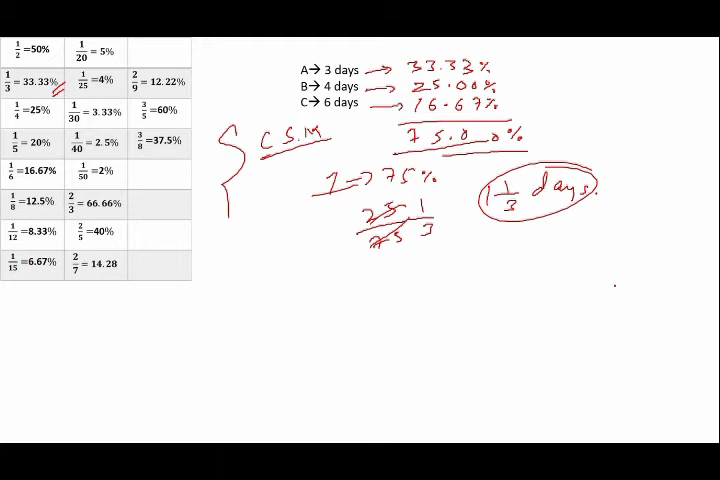 1/2 =50% 1/20 = 5%
1/3 = 33.33% 1/25 =4% 2/9 = 12.22%
1/4 = 25% 1/30 = 3.33% 3/5 =60%
1/5 = 20% 1/40 = 2.5% 3/8 =37.5%
1/6 =16.67% 1/50 =2%
1/8 = 12.5% 2/3 = 66.66%
1/12 =8.33% 2/5 =40%
1/15 =6.67% 2/7 = 14.28
A→ 3 days → 33.33%
B→ 4 days → 25.00%
C→ 6 days → 16.67%
75.00%
1 => 75%
25 1
75 3
1 1/3 days.